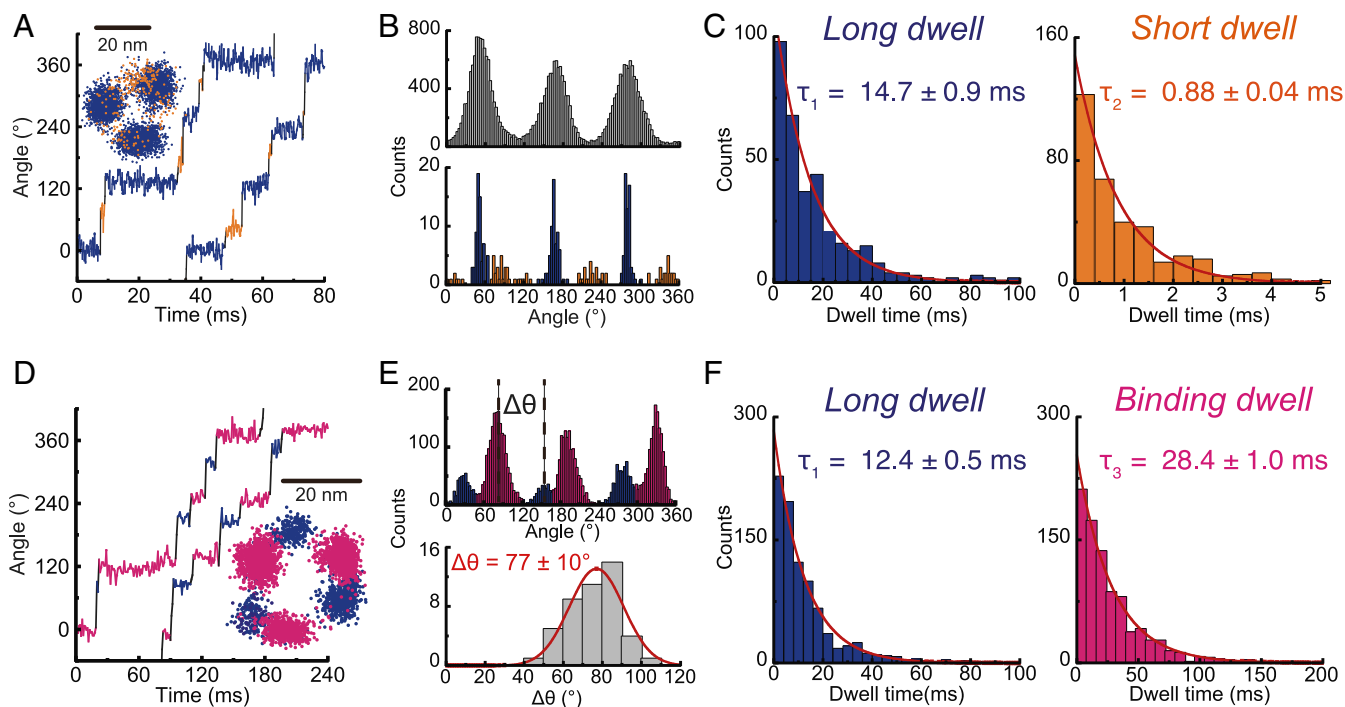 A
20 nm
360
240
120
0
Angle (°)
0
20
40
60
80
Time (ms)
B
800
400
0
20
10
0
Counts
0
60
120
180
240
300
360
Angle (°)
C
Long dwell
τ1 = 14.7 ± 0.9 ms
100
50
0
Counts
0
20
40
60
80
100
Dwell time (ms)
Short dwell
τ2 = 0.88 ± 0.04 ms
160
80
0
0
1
2
3
4
5
Dwell time (ms)
D
20 nm
360
240
120
0
Angle (°)
0
60
120
180
240
Time (ms)
E
200
100
0
Δθ
Counts
0
60
120
180
240
300
360
Angle (°)
Δθ = 77 ± 10°
16
8
0
0
20
40
60
80
100
120
Δθ (°)
F
Long dwell
τ1 = 12.4 ± 0.5 ms
300
150
0
Counts
0
20
40
60
80
100
Dwell time(ms)
Binding dwell
τ3 = 28.4 ± 1.0 ms
300
150
0
0
50
100
150
200
Dwell time (ms)